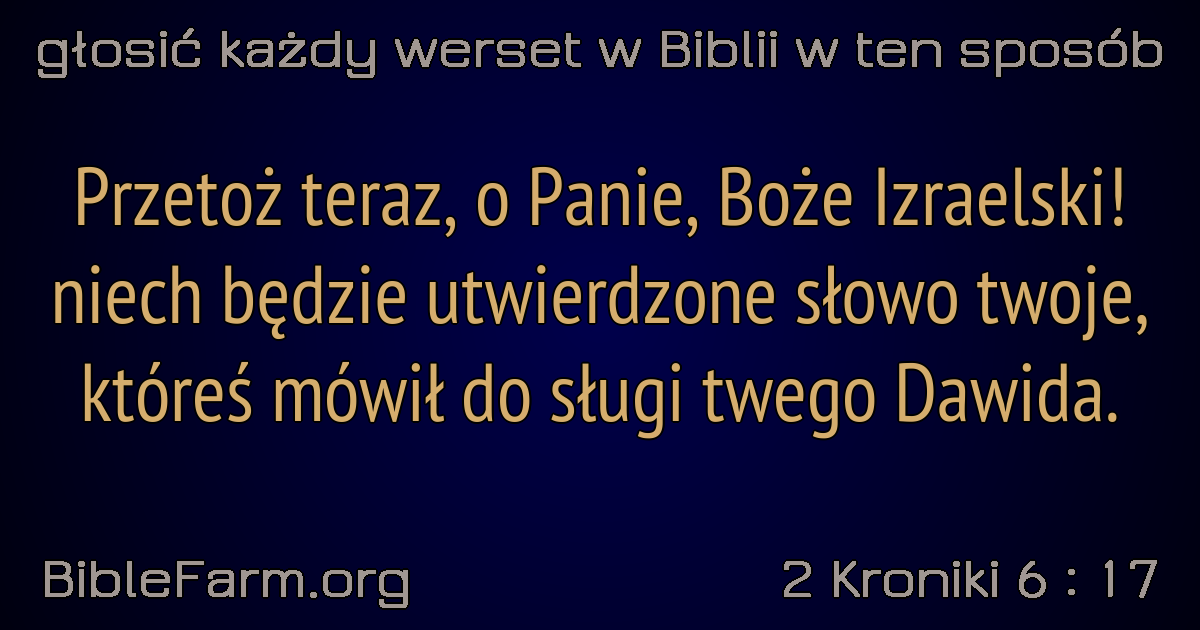 głosić każdy werset w Biblii w ten sposób
Przetoż teraz, o Panie, Boże Izraelski!
niech będzie utwierdzone słowo twoje,
któreś mówił do sługi twego Dawida.
BibleFarm.org
2 Kroniki 6 : 17